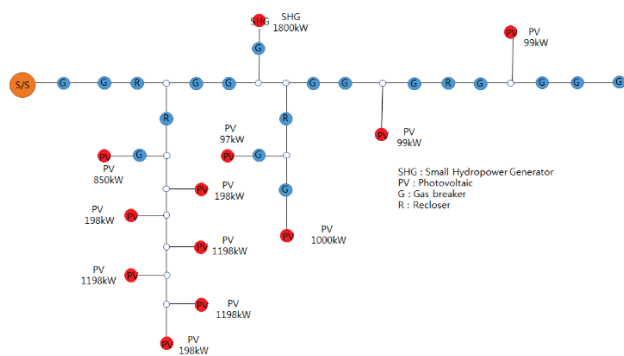 SHG
SHG
1800kW
PV
PV
99kW
G
S/S
G
G
R
G
G
G
G
G
R
G
G
G
G
R
R
PV
97kW
PV
PV
99kW
PV
G
PV
G
PV
850kW
PV
198kW
G
PV
198kW
PV
PV
PV
1000kW
PV
1198kW
PV
PV
1198kW
PV
PV
1198kW
PV
PV
198kW
SHG : Small Hydropower Generator
PV : Photovoltaic
G : Gas breaker
R : Recloser